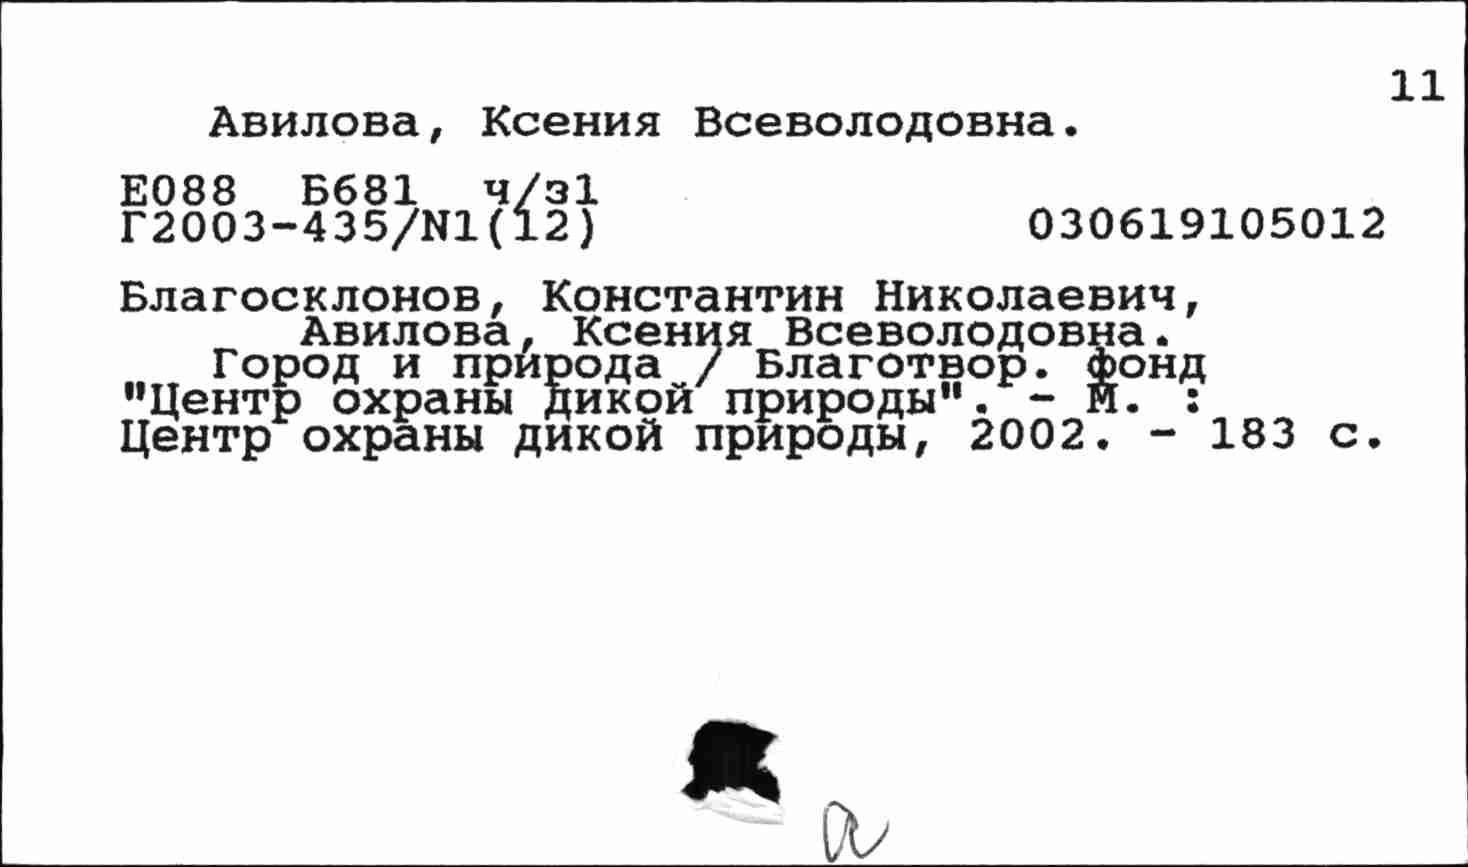 11
Авилова, Ксения Всеволодовна.
Е088 Б681 ч/з1
Г2003-435/N1(12) 030619105012
Благосклонов, Константин Николаевич,
Авилова, Ксения Всеволодовна.
Город и природа / Благотвор. фонд
"Центр охраны дикой природы". - М. :
Центр охраны дикой природы, 2002. - 183 с.
а